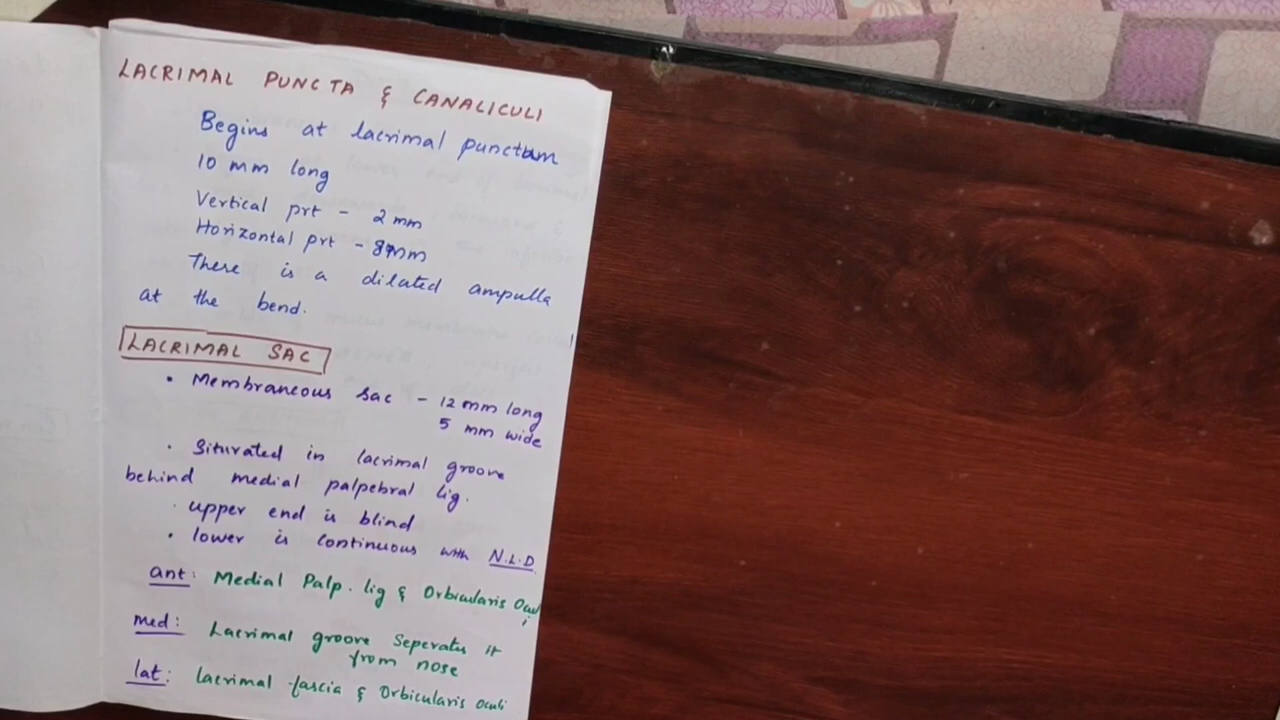 LACRIMAL PUNCTA & CANALICULI
Begins at lacrimal punctum
10 mm long
Vertical prt - 2 mm
Horizontal prt - 8mm
There is a dilated ampulla
at the bend.
LACRIMAL SAC
• Membraneous sac - 12 mm long
5 mm wide
• Siturated in lacrimal groove
behind medial palpebral lig.
• upper end is blind
• lower is continuous with N.L.D
ant: Medial Palp. lig & Orbicularis Oculi
med: Lacrimal groove Seperates it
from nose
lat: lacrimal fascia & Orbicularis Oculi